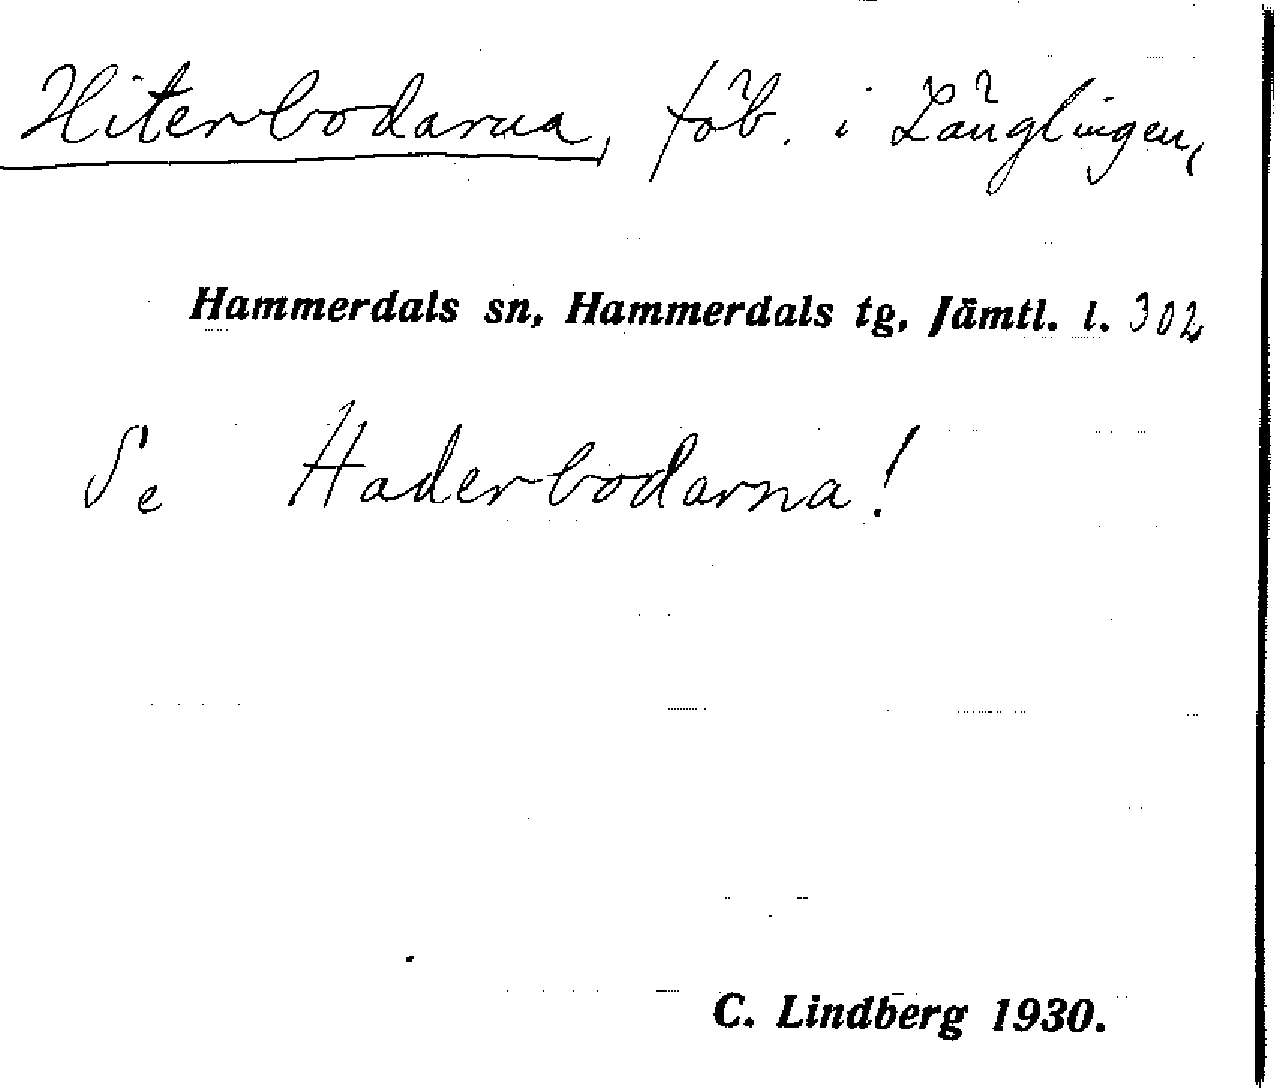 Hiterbodarna, fäb. i Långlingen,
Hammerdals sn, Hammerdals tg, Jämtl. l. 302
Se Haderbodarna!
C. Lindberg 1930.